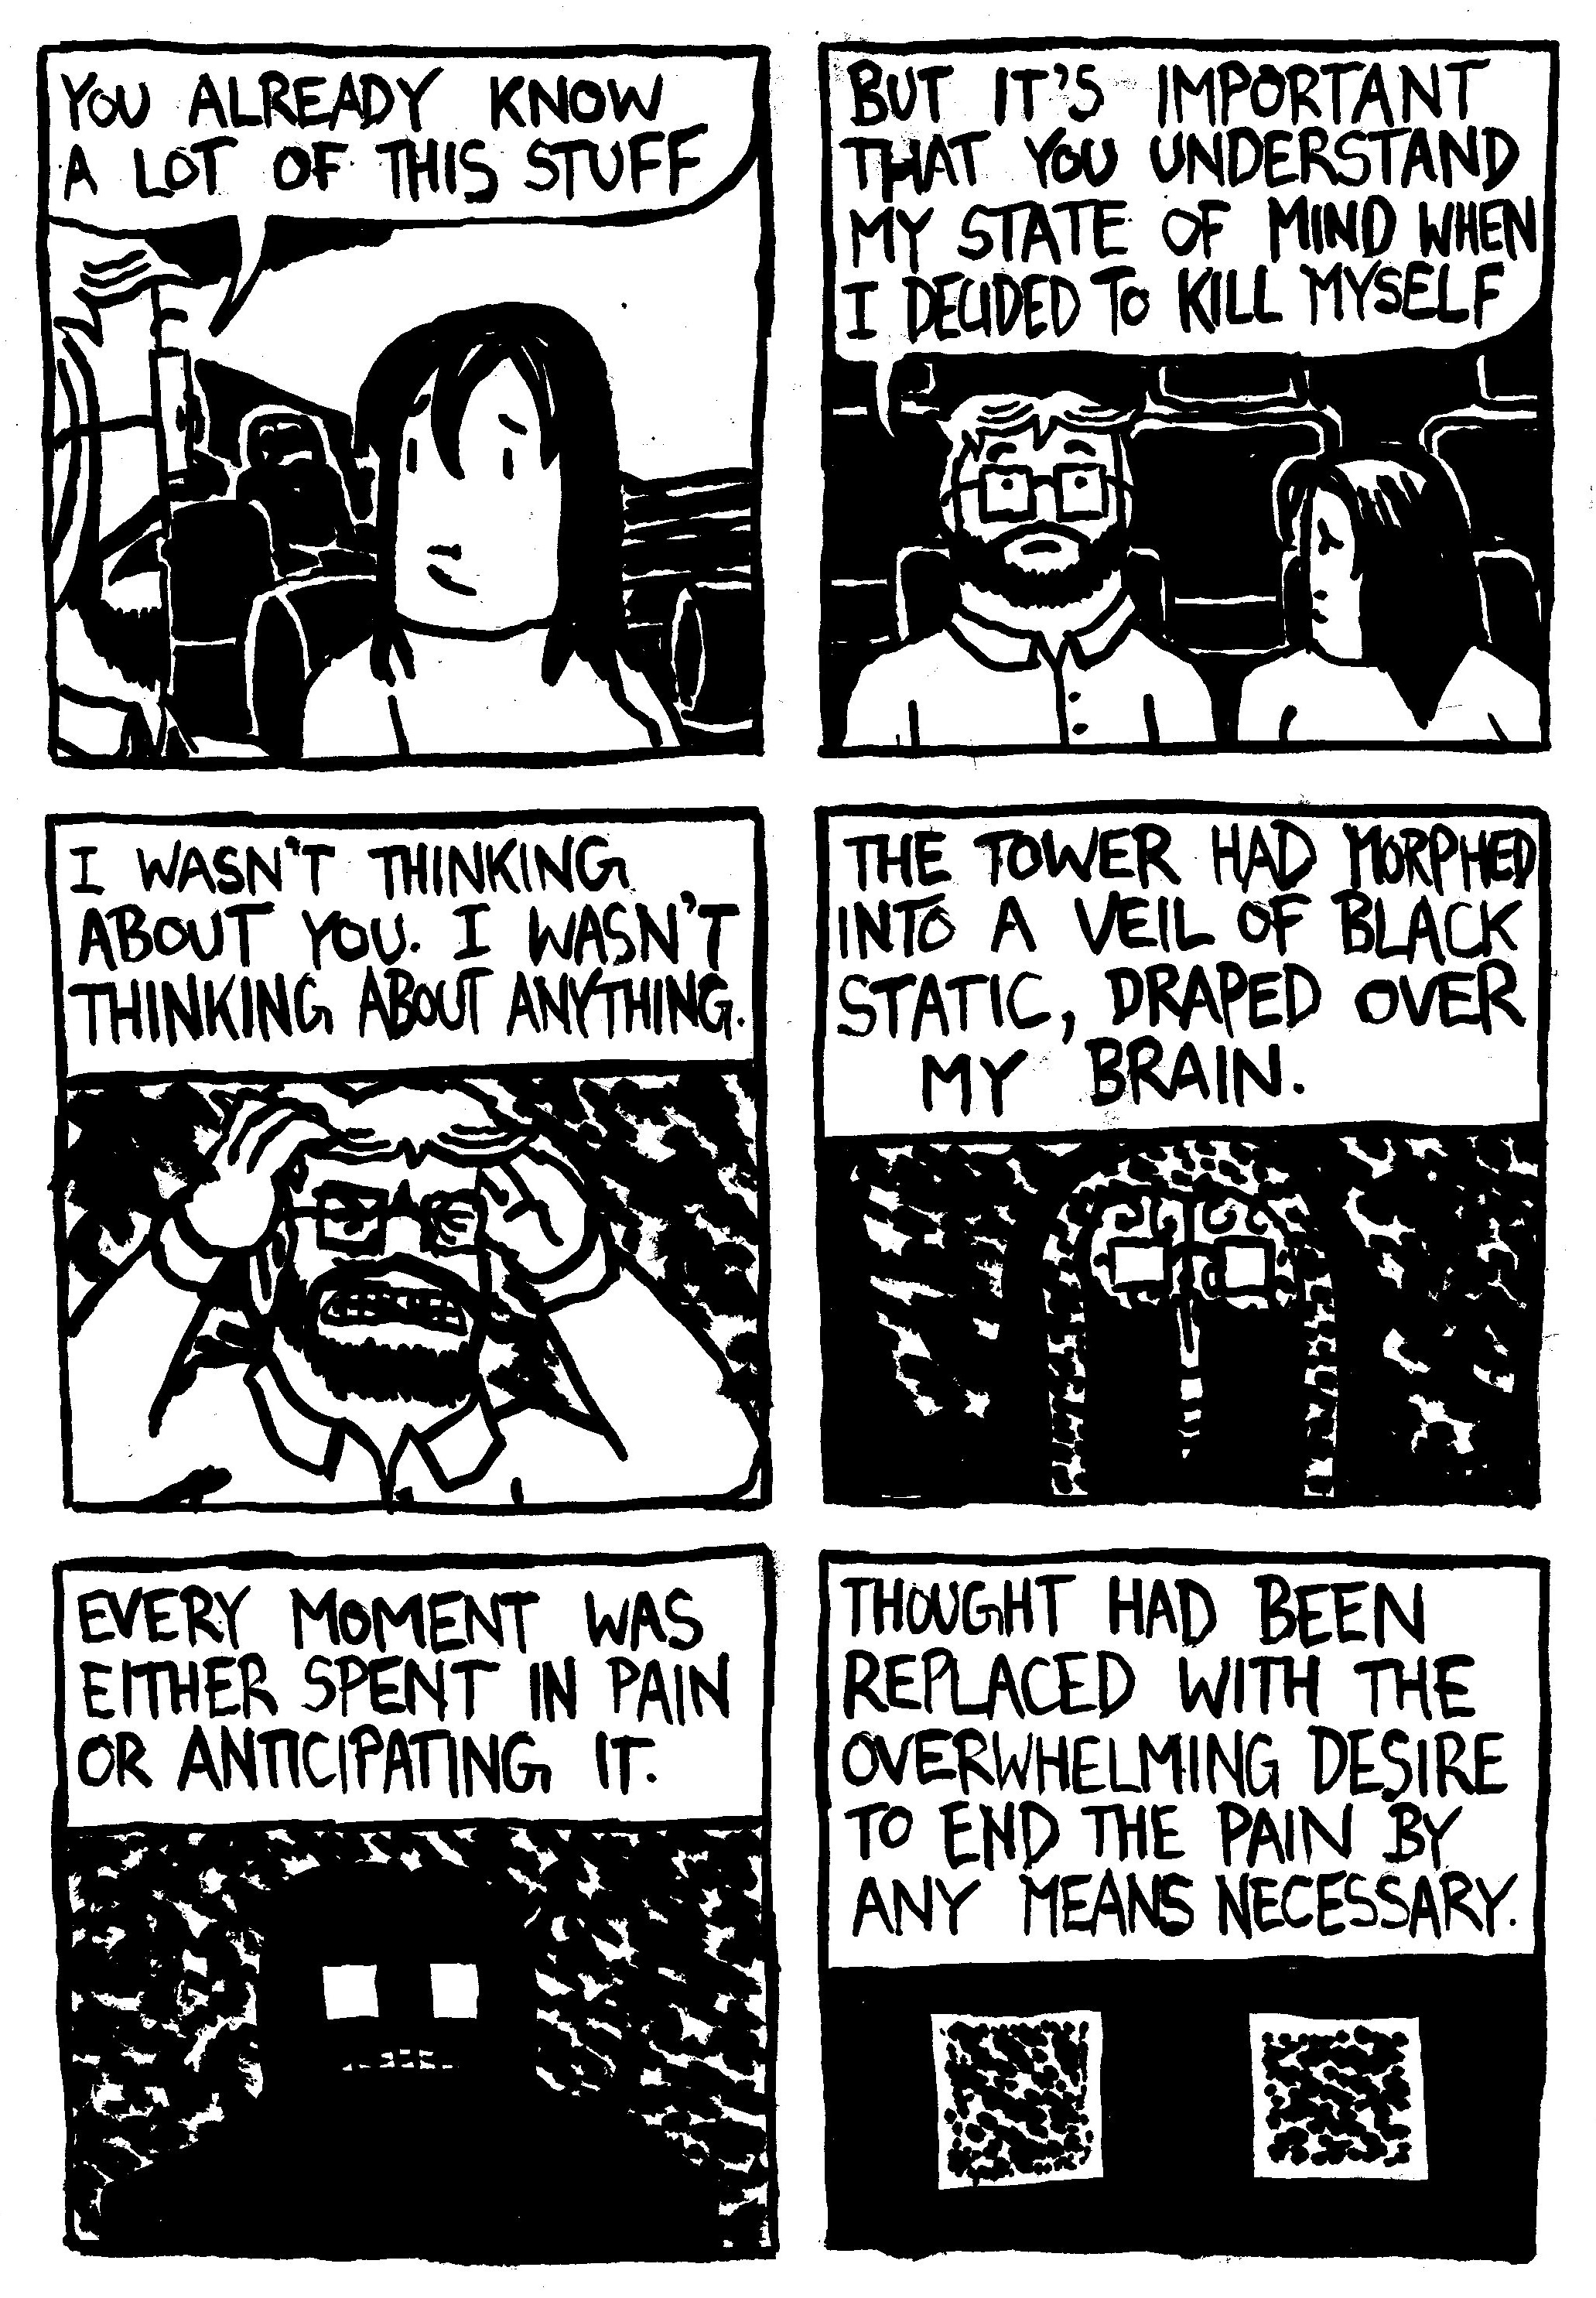 YOU ALREADY KNOW
A LOT OF THIS STUFF
BUT IT'S IMPORTANT
THAT YOU UNDERSTAND
MY STATE OF MIND WHEN
I DECIDED TO KILL MYSELF
I WASN'T THINKING
ABOUT YOU. I WASN'T
THINKING ABOUT ANYTHING.
THE TOWER HAD MORPHED
INTO A VEIL OF BLACK
STATIC, DRAPED OVER
MY BRAIN.
EVERY MOMENT WAS
EITHER SPENT IN PAIN
OR ANTICIPATING IT.
THOUGHT HAD BEEN
REPLACED WITH THE
OVERWHELMING DESIRE
TO END THE PAIN BY
ANY MEANS NECESSARY.